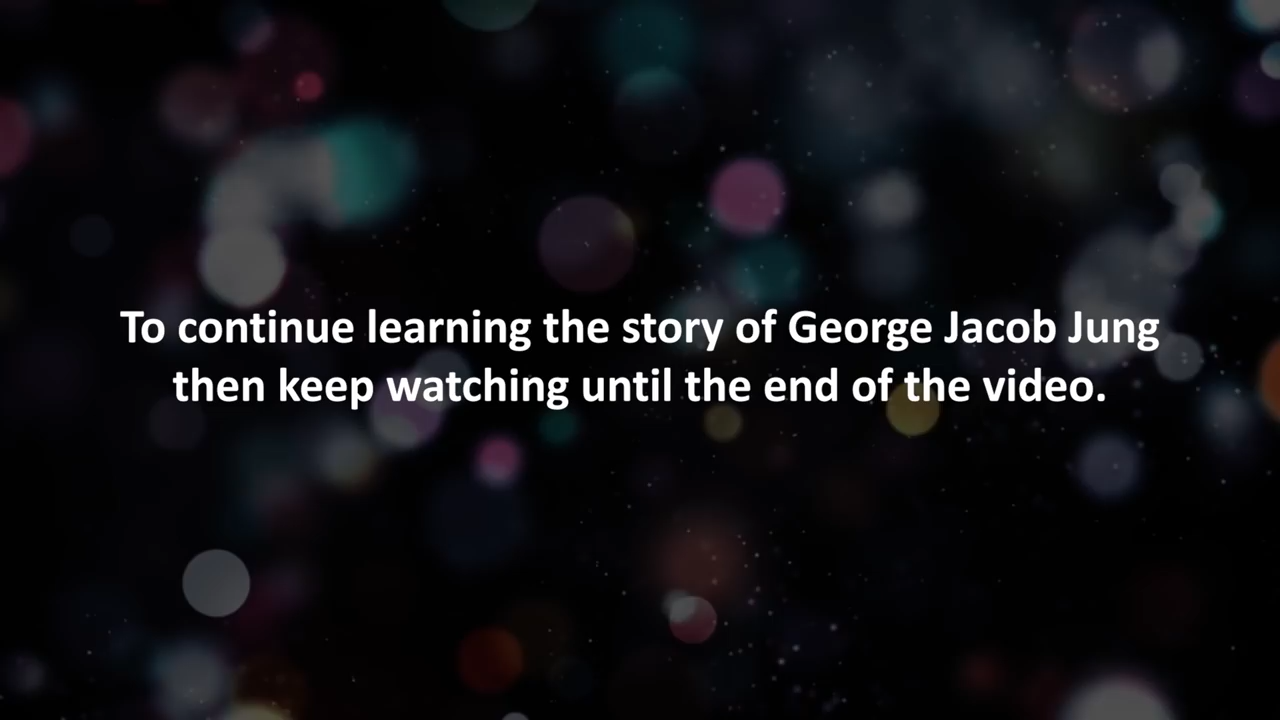 To continue learning the story of George Jacob Jung
then keep watching until the end of the video.